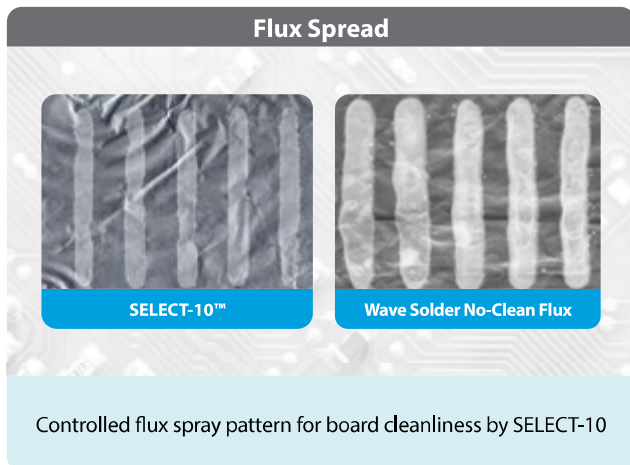 Flux Spread
SELECT-10™
Wave Solder No-Clean Flux
Controlled flux spray pattern for board cleanliness by SELECT-10